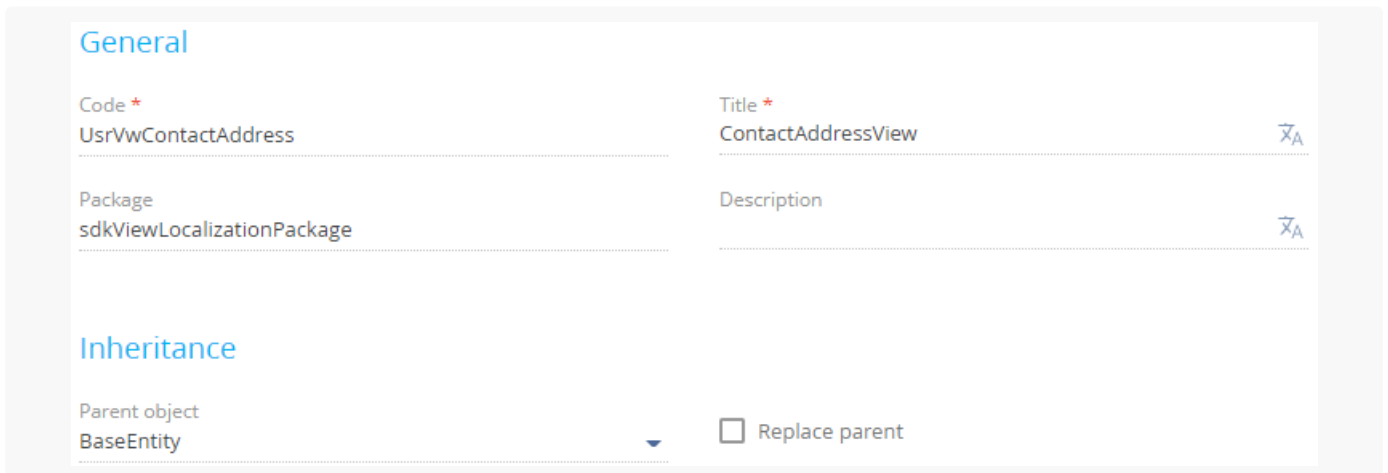 General
Code *
Title *
UsrVwContactAddress
ContactAddressView
Package
Description
sdkViewLocalizationPackage
Inheritance
Parent object
BaseEntity
Replace parent